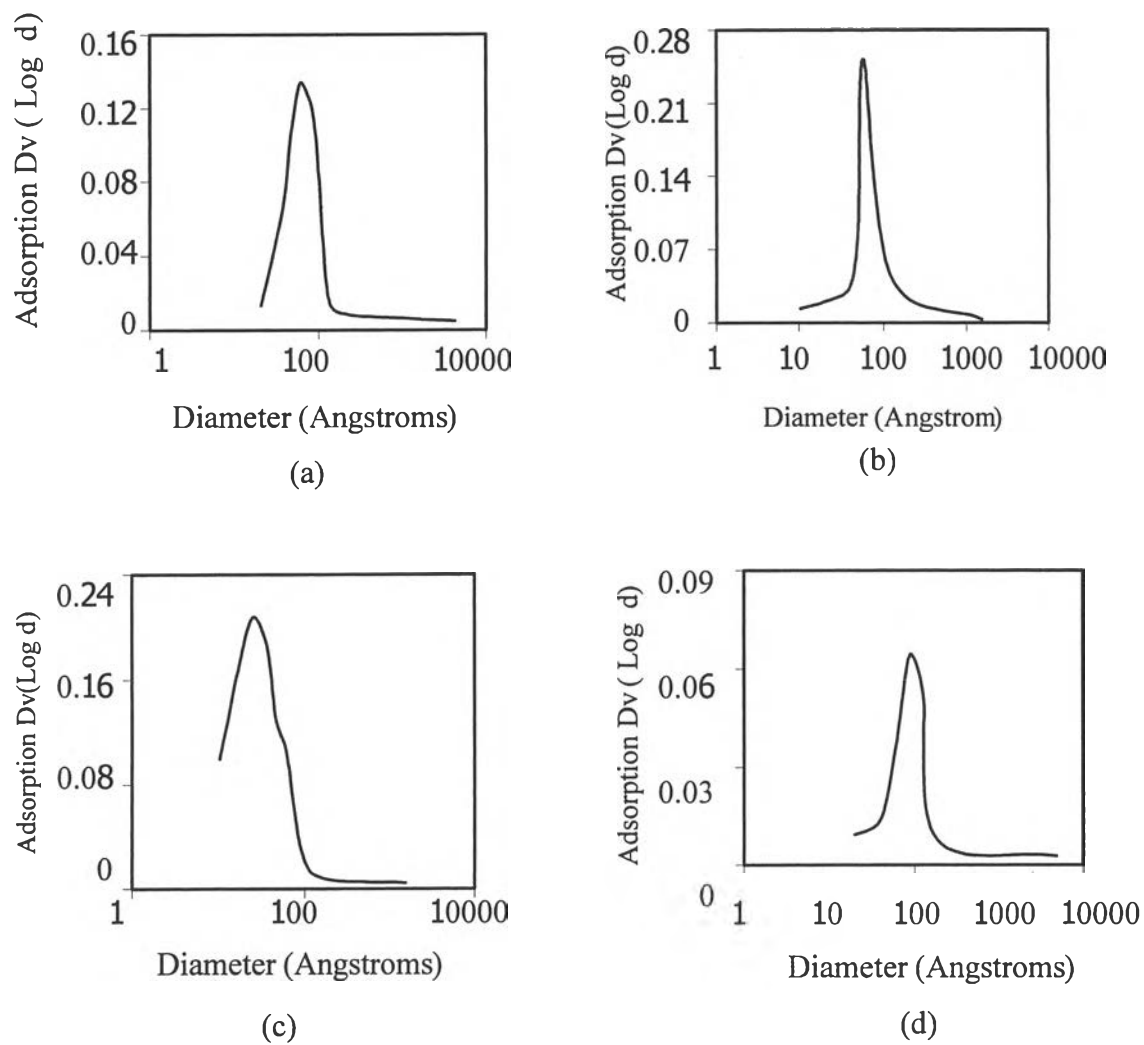 Adsorption Dv ( Log d)
0.16
0.12
0.08
0.04
0
1 100 10000
Diameter (Angstroms)
(a)
Adsorption Dv(Log d)
0.28
0.21
0.14
0.07
0
1 10 100 1000 10000
Diameter (Angstrom)
(b)
Adsorption Dv(Log d)
0.24
0.16
0.08
0
1 100 10000
Diameter (Angstroms)
(c)
Adsorption Dv ( Log d)
0.09
0.06
0.03
0
1 10 100 1000 10000
Diameter (Angstroms)
(d)